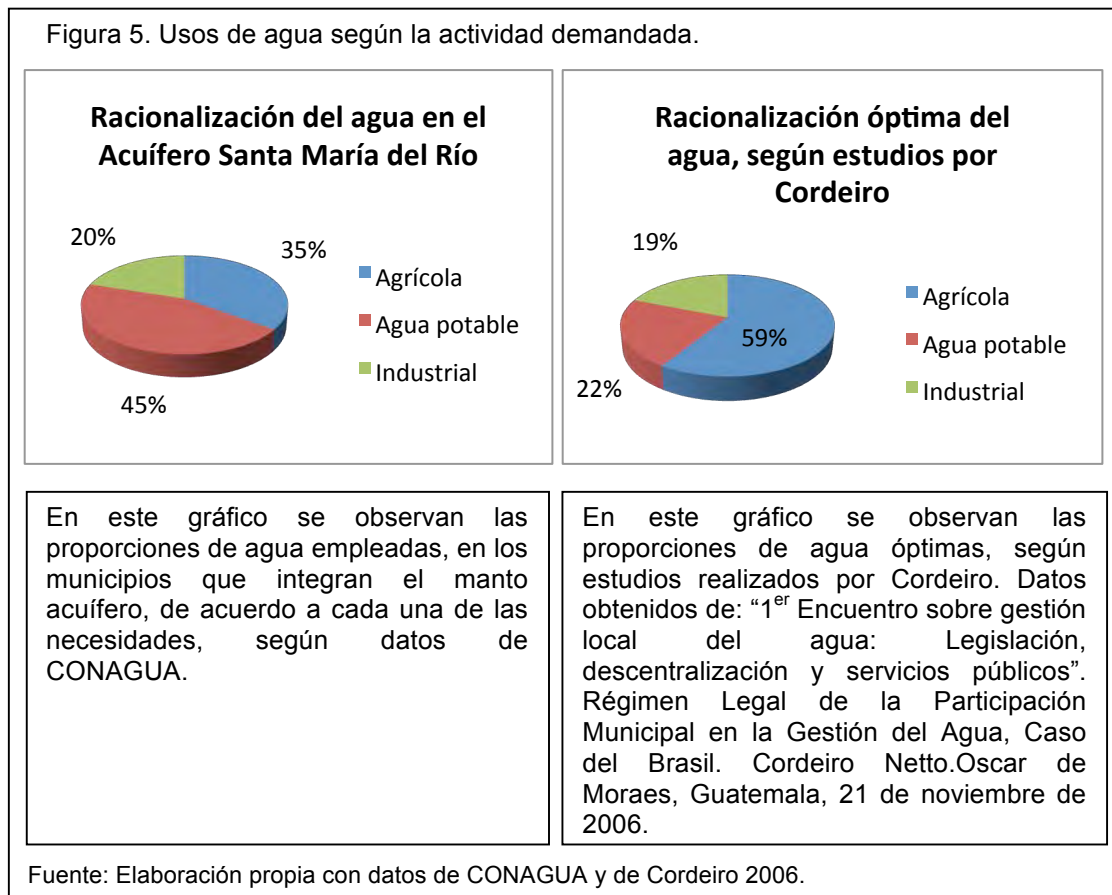 Figura 5. Usos de agua según la actividad demandada.
Racionalización del agua en el
Acuífero Santa María del Río
20%
35%
45%
Agrícola
Agua potable
Industrial
Racionalización óptima del
agua, según estudios por
Cordeiro
19%
59%
22%
Agrícola
Agua potable
Industrial
En este gráfico se observan las
proporciones de agua empleadas, en los
municipios que integran el manto
acuífero, de acuerdo a cada una de las
necesidades, según datos de
CONAGUA.
En este gráfico se observan las
proporciones de agua óptimas, según
estudios realizados por Cordeiro. Datos
obtenidos de: “1er Encuentro sobre gestión
local del agua: Legislación,
descentralización y servicios públicos”.
Régimen Legal de la Participación
Municipal en la Gestión del Agua, Caso
del Brasil. Cordeiro Netto.Oscar de
Moraes, Guatemala, 21 de noviembre de
2006.
Fuente: Elaboración propia con datos de CONAGUA y de Cordeiro 2006.